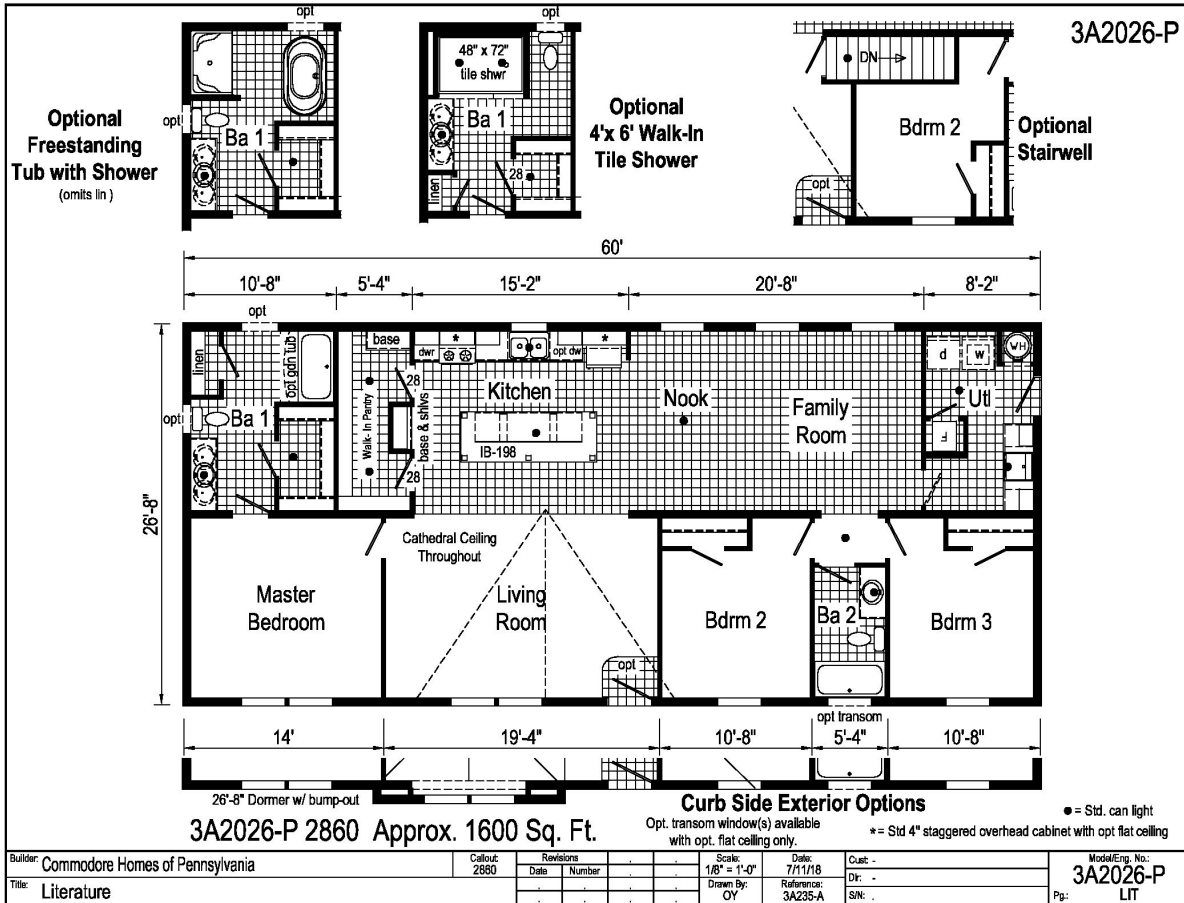 3A2026-P
opt
Optional
Freestanding
Tub with Shower
(omits lin )
opt
Ba 1
opt
48" x 72"
tile shwr
Ba 1
28
linen
Optional
4'x 6' Walk-In
Tile Shower
DN
Bdrm 2
opt
Optional
Stairwell
60'
10'-8"
5'-4"
15'-2"
20'-8"
8'-2"
opt
26'-8"
linen
opt gdn tub
opt
Ba 1
base
Walk- In Pantry
28
base & shlvs
28
dwr
*
opt dw
*
Kitchen
IB-198
Nook
Family
Room
d
w
WH
Utl
F
Cathedral Ceiling
Throughout
Master
Bedroom
Living
Room
opt
Bdrm 2
Ba 2
Bdrm 3
opt transom
14'
19'-4"
10'-8"
5'-4"
10'-8"
26'-8" Dormer w/ bump-out
3A2026-P 2860 Approx. 1600 Sq. Ft.
Curb Side Exterior Options
Opt. transom window(s) available
with opt. flat ceiling only.
● = Std. can light
*= Std 4" staggered overhead cabinet with opt flat ceiling
Builder: Commodore Homes of Pennsylvania
Title: Literature
Callout:
2860
Revisions
Date Number
Scale:
1/8" = 1'-0"
Date:
7/11/18
Drawn By:
OY
Reference:
3A235-A
Cust: -
Dir: -
S/N: .
Model/Eng. No.:
3A2026-P
Pg.: LIT